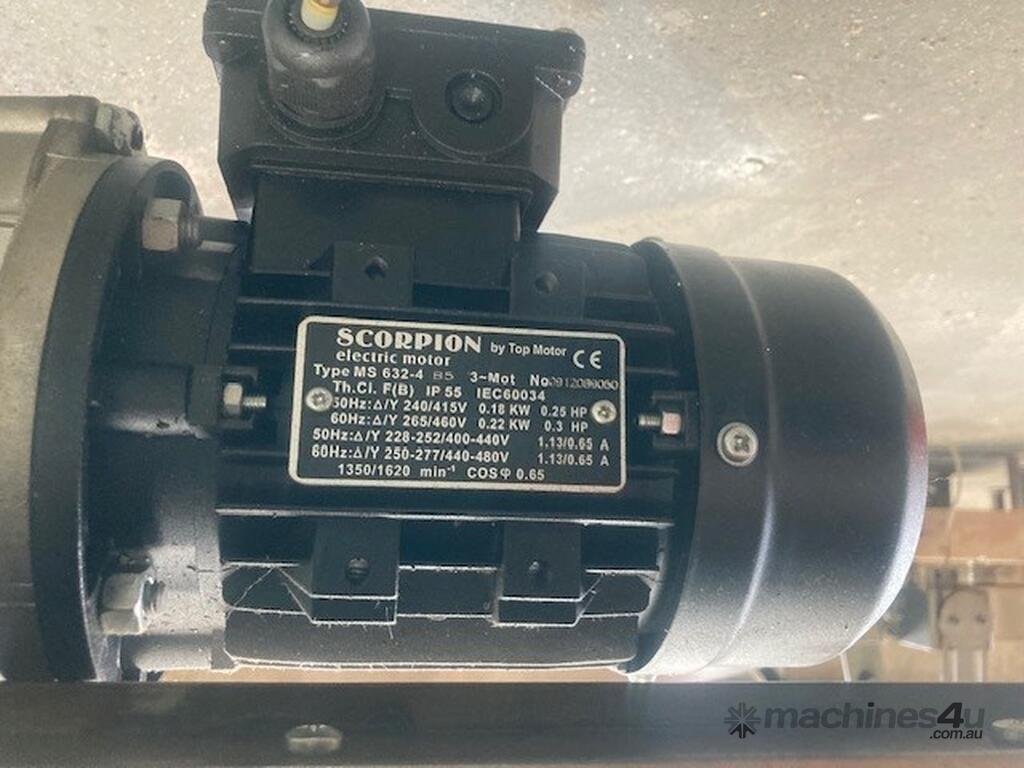 SCORPION by Top Motor CE
electric motor
Type MS 632-4 B5 3~Mot No0912089080
Th.Cl. F(B) IP 55 IEC60034
50Hz:Δ/Y 240/415V 0.18 KW 0.25 HP
60Hz:Δ/Y 265/460V 0.22 KW 0.3 HP
50Hz:Δ/Y 228-252/400-440V 1.13/0.65 A
60Hz:Δ/Y 250-277/440-480V 1.13/0.65 A
1350/1620 min⁻¹ COSφ 0.65
machines4u
.com.au